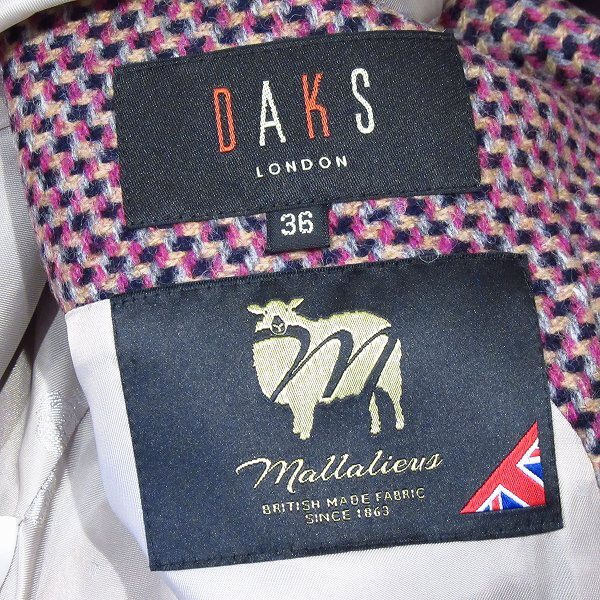 DAKS
LONDON
36
M
Mallalieus
BRITISH MADE FABRIC
SINCE 1863